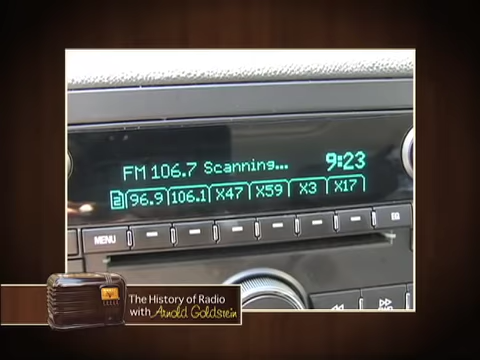 FM 106.7 Scanning... 9:23
2 96.9 106.1 X47 X59 X3 X17
MENU
The History of Radio
with Arnold Goldstein